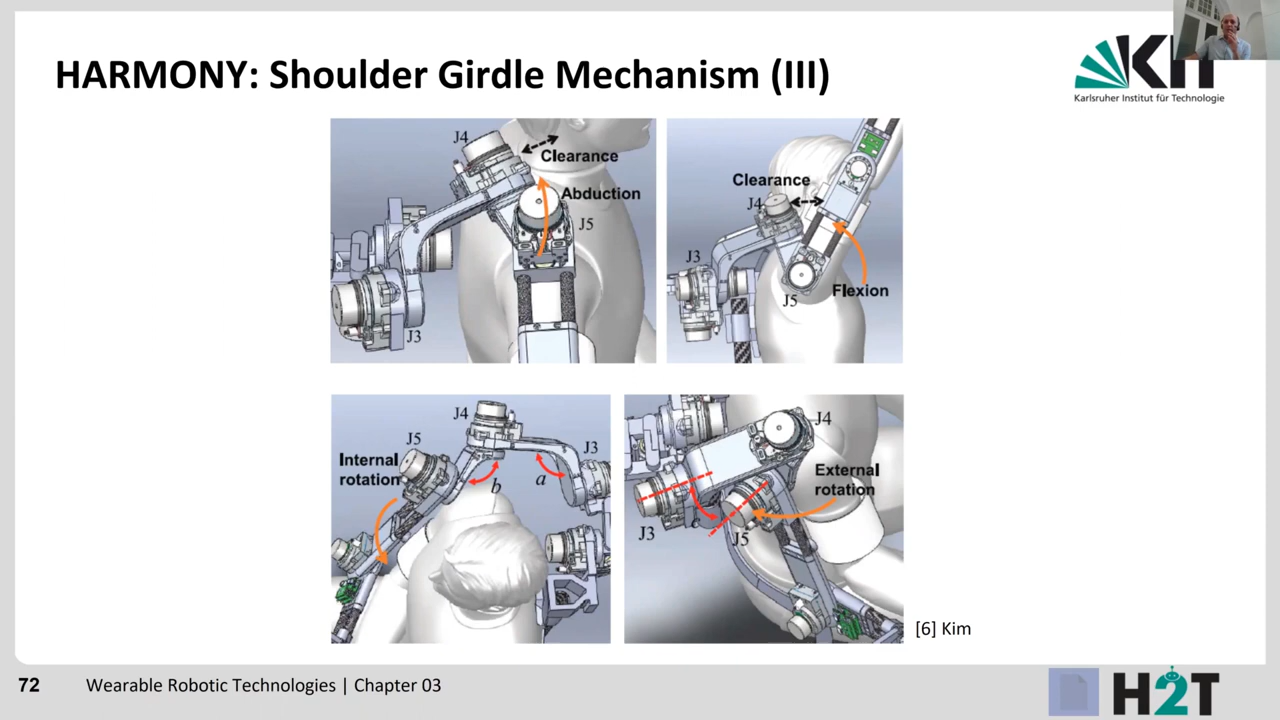 HARMONY: Shoulder Girdle Mechanism (III)
KIT
Karlsruher Institut für Technologie
J4
Clearance
Abduction
J5
J3
Clearance
J4
J3
J5
Flexion
J4
J5
J3
Internal
rotation
b
a
J4
External
rotation
c
J3
J5
[6] Kim
72
Wearable Robotic Technologies | Chapter 03
H2T